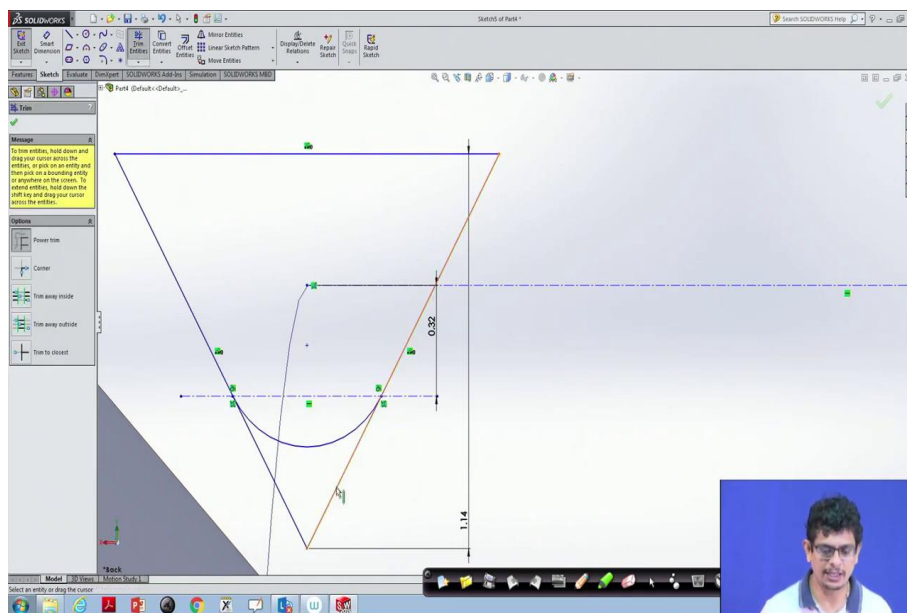 SOLIDWORKS
Sketch5 of Part4 *
Search SOLIDWORKS Help
Exit Sketch
Smart Dimension
Trim Entities
Convert Entities
Offset Entities
Mirror Entities
Linear Sketch Pattern
Move Entities
Display/Delete Relations
Repair Sketch
Quick Snaps
Rapid Sketch
Features Sketch Evaluate DimXpert SOLIDWORKS Add-Ins Simulation SOLIDWORKS MBD
Part4 (Default<<Default>_...
Trim
?
Message
To trim entities, hold down and
drag your cursor across the
entities, or pick on an entity and
then pick on a bounding entity
or anywhere on the screen. To
extend entities, hold down the
shift key and drag your cursor
across the entities.
Options
Power trim
Corner
Trim away inside
Trim away outside
Trim to closest
0.32
1.14
*Back
Model 3D Views Motion Study 1
Select an entity or drag the cursor